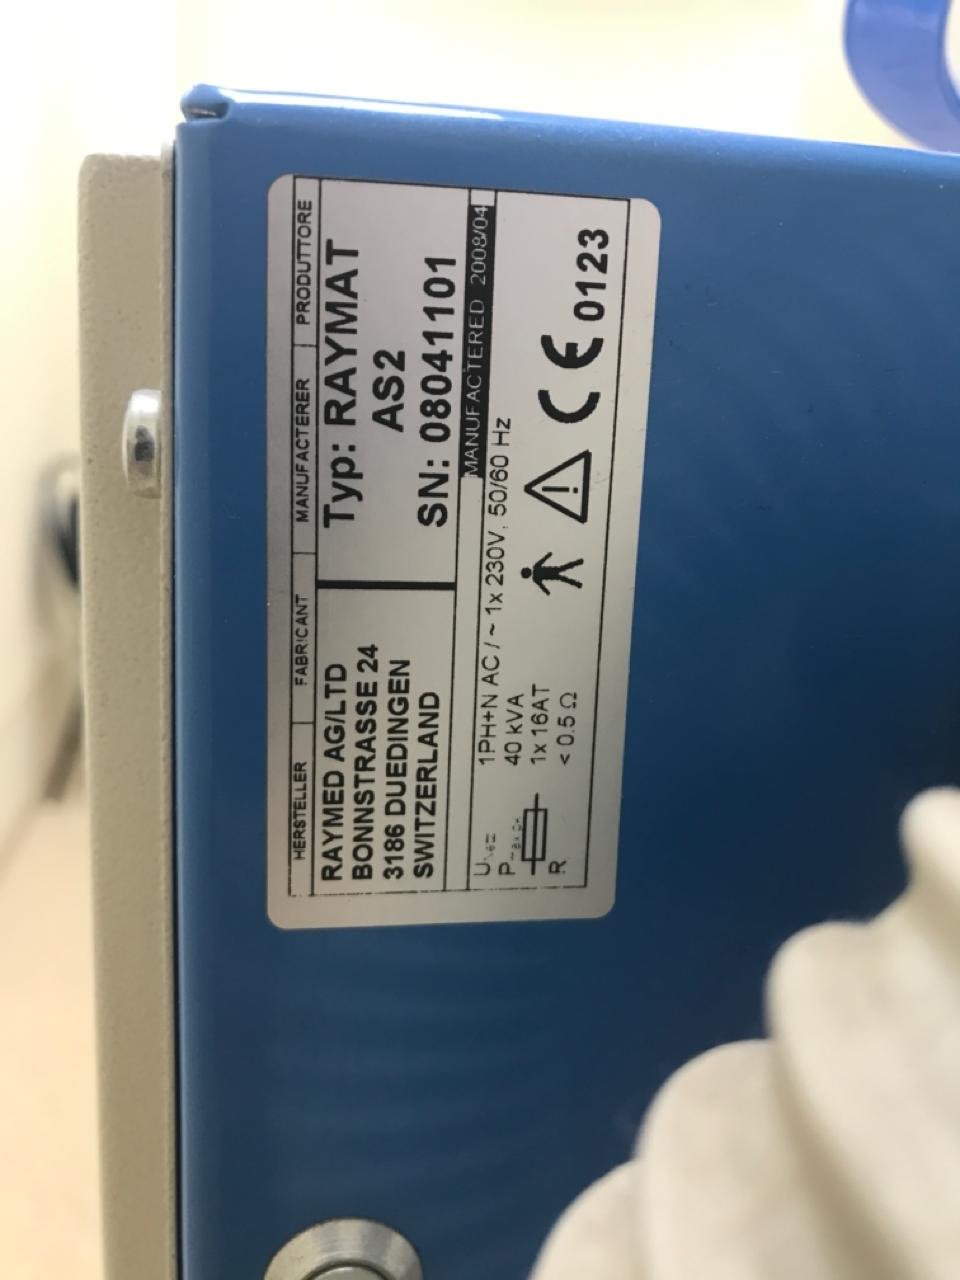 HERSTELLER FABRICANT MANUFACTERER PRODUTTORE
RAYMED AG/LTD
BONNSTRASSE 24
3186 DUEDINGEN
SWITZERLAND
Typ: RAYMAT
AS2
SN: 08041101
MANUFACTERED 2008/04
1PH+N AC / ~ 1x 230V, 50/60 Hz
40 kVA
1x 16AT
R < 0.5 Ω
CE 0123